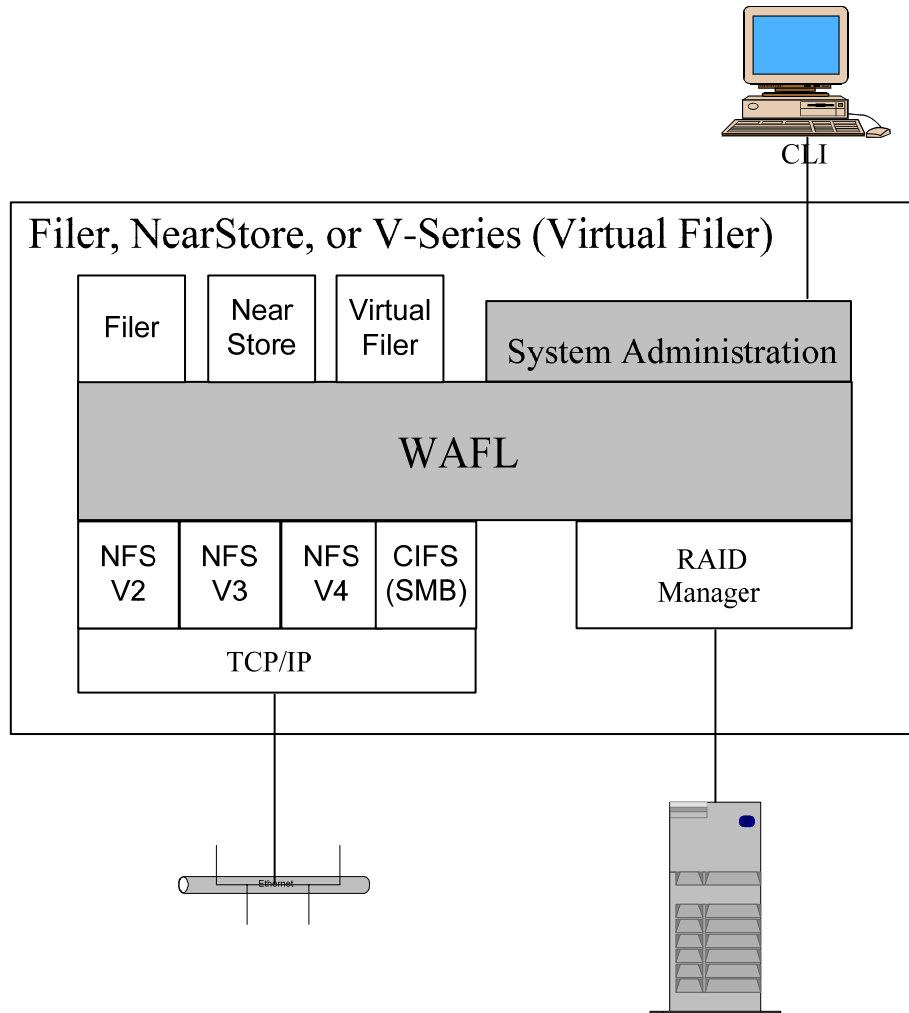 CLI
Filer, NearStore, or V-Series (Virtual Filer)
Filer
Near
Store
Virtual
Filer
System Administration
WAFL
NFS
V2
NFS
V3
NFS
V4
CIFS
(SMB)
RAID
Manager
TCP/IP
Ethernet